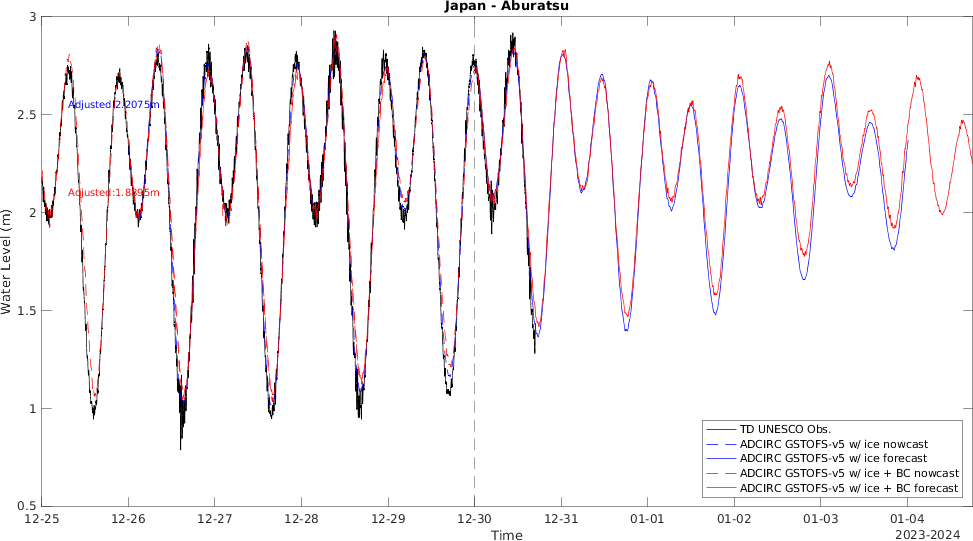 Japan - Aburatsu
3
2.5
2
1.5
1
0.5
Water Level (m)
Adjusted:2.2075m
Adjusted:1.8895m
TD UNESCO Obs.
ADCIRC GSTOFS-v5 w/ ice nowcast
ADCIRC GSTOFS-v5 w/ ice forecast
ADCIRC GSTOFS-v5 w/ ice + BC nowcast
ADCIRC GSTOFS-v5 w/ ice + BC forecast
12-25 12-26 12-27 12-28 12-29 12-30 12-31 01-01 01-02 01-03 01-04
Time
2023-2024